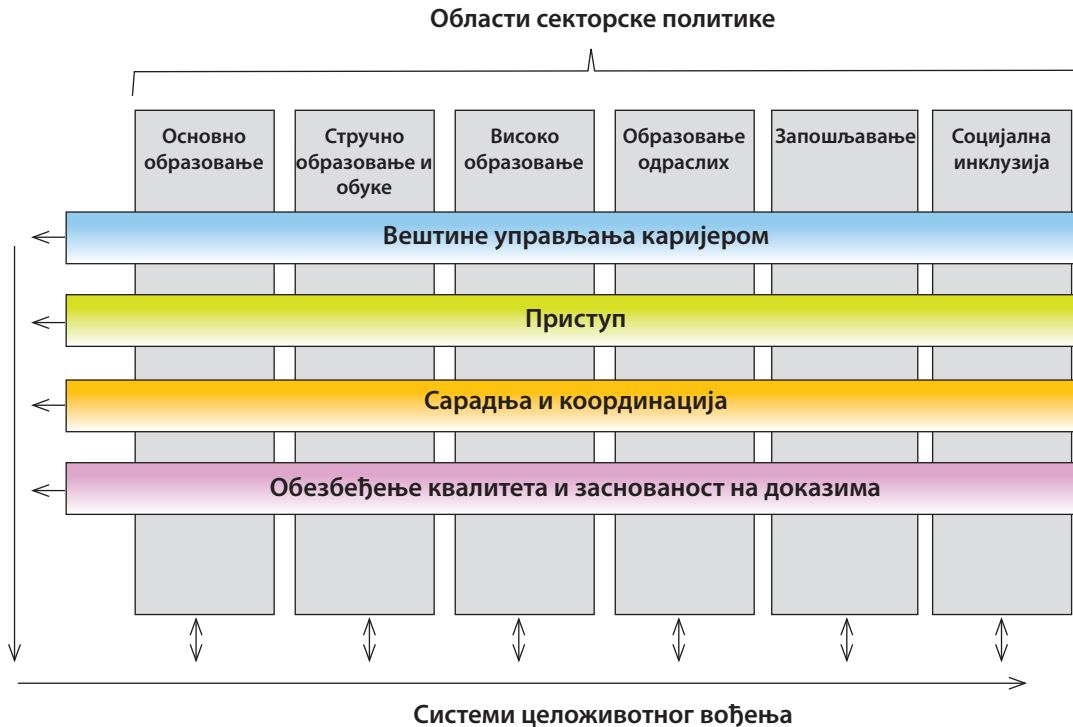 Области секторске политике
Основно
образовање
Стручно
образовање и
обуке
Високо
образовање
Образовање
одраслих
Запошљавање
Социјална
инклузија
Вештине управљања каријером
Приступ
Сарадња и координација
Обезбеђење квалитета и заснованост на доказима
Системи целоживотног вођења